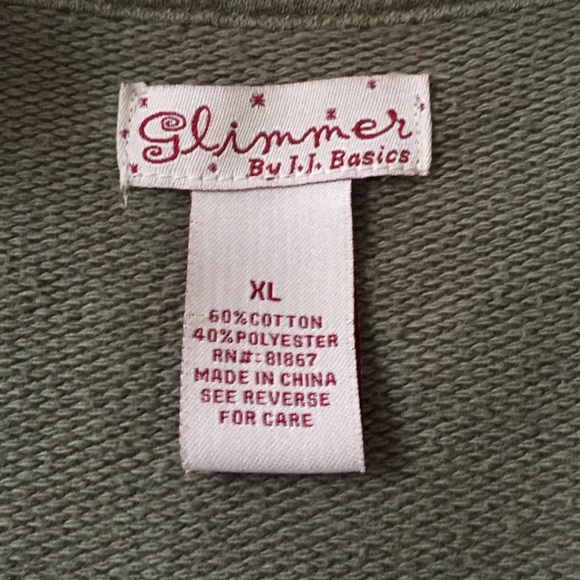 Glimmer
By J.J. Basics
XL
60%COTTON
40%POLYESTER
RN#:81867
MADE IN CHINA
SEE REVERSE
FOR CARE